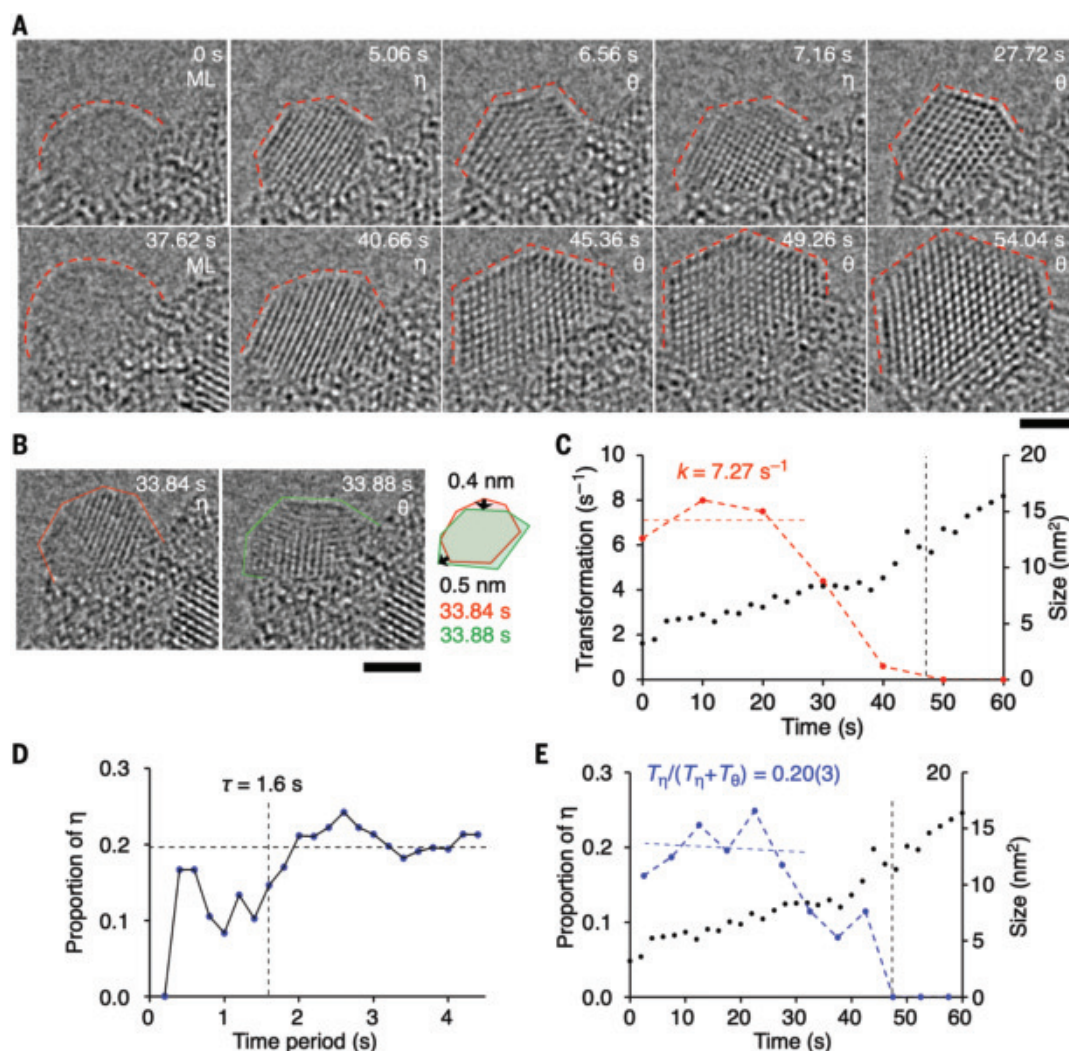 A
0 s
ML
5.06 s
η
6.56 s
θ
7.16 s
η
27.72 s
θ
37.62 s
ML
40.66 s
η
45.36 s
θ
49.26 s
θ
54.04 s
θ
B
33.84 s
η
33.88 s
θ
0.4 nm
0.5 nm
33.84 s
33.88 s
C
k = 7.27 s⁻¹
Transformation (s⁻¹)
10
8
6
4
2
0
20
15
10
5
0
Size (nm²)
0 10 20 30 40 50 60
Time (s)
D
τ = 1.6 s
Proportion of η
0.3
0.2
0.1
0.0
0 1 2 3 4
Time period (s)
E
Tη/(Tη+Tθ) = 0.20(3)
Proportion of η
0.3
0.2
0.1
0.0
20
15
10
5
0
Size (nm²)
0 10 20 30 40 50 60
Time (s)